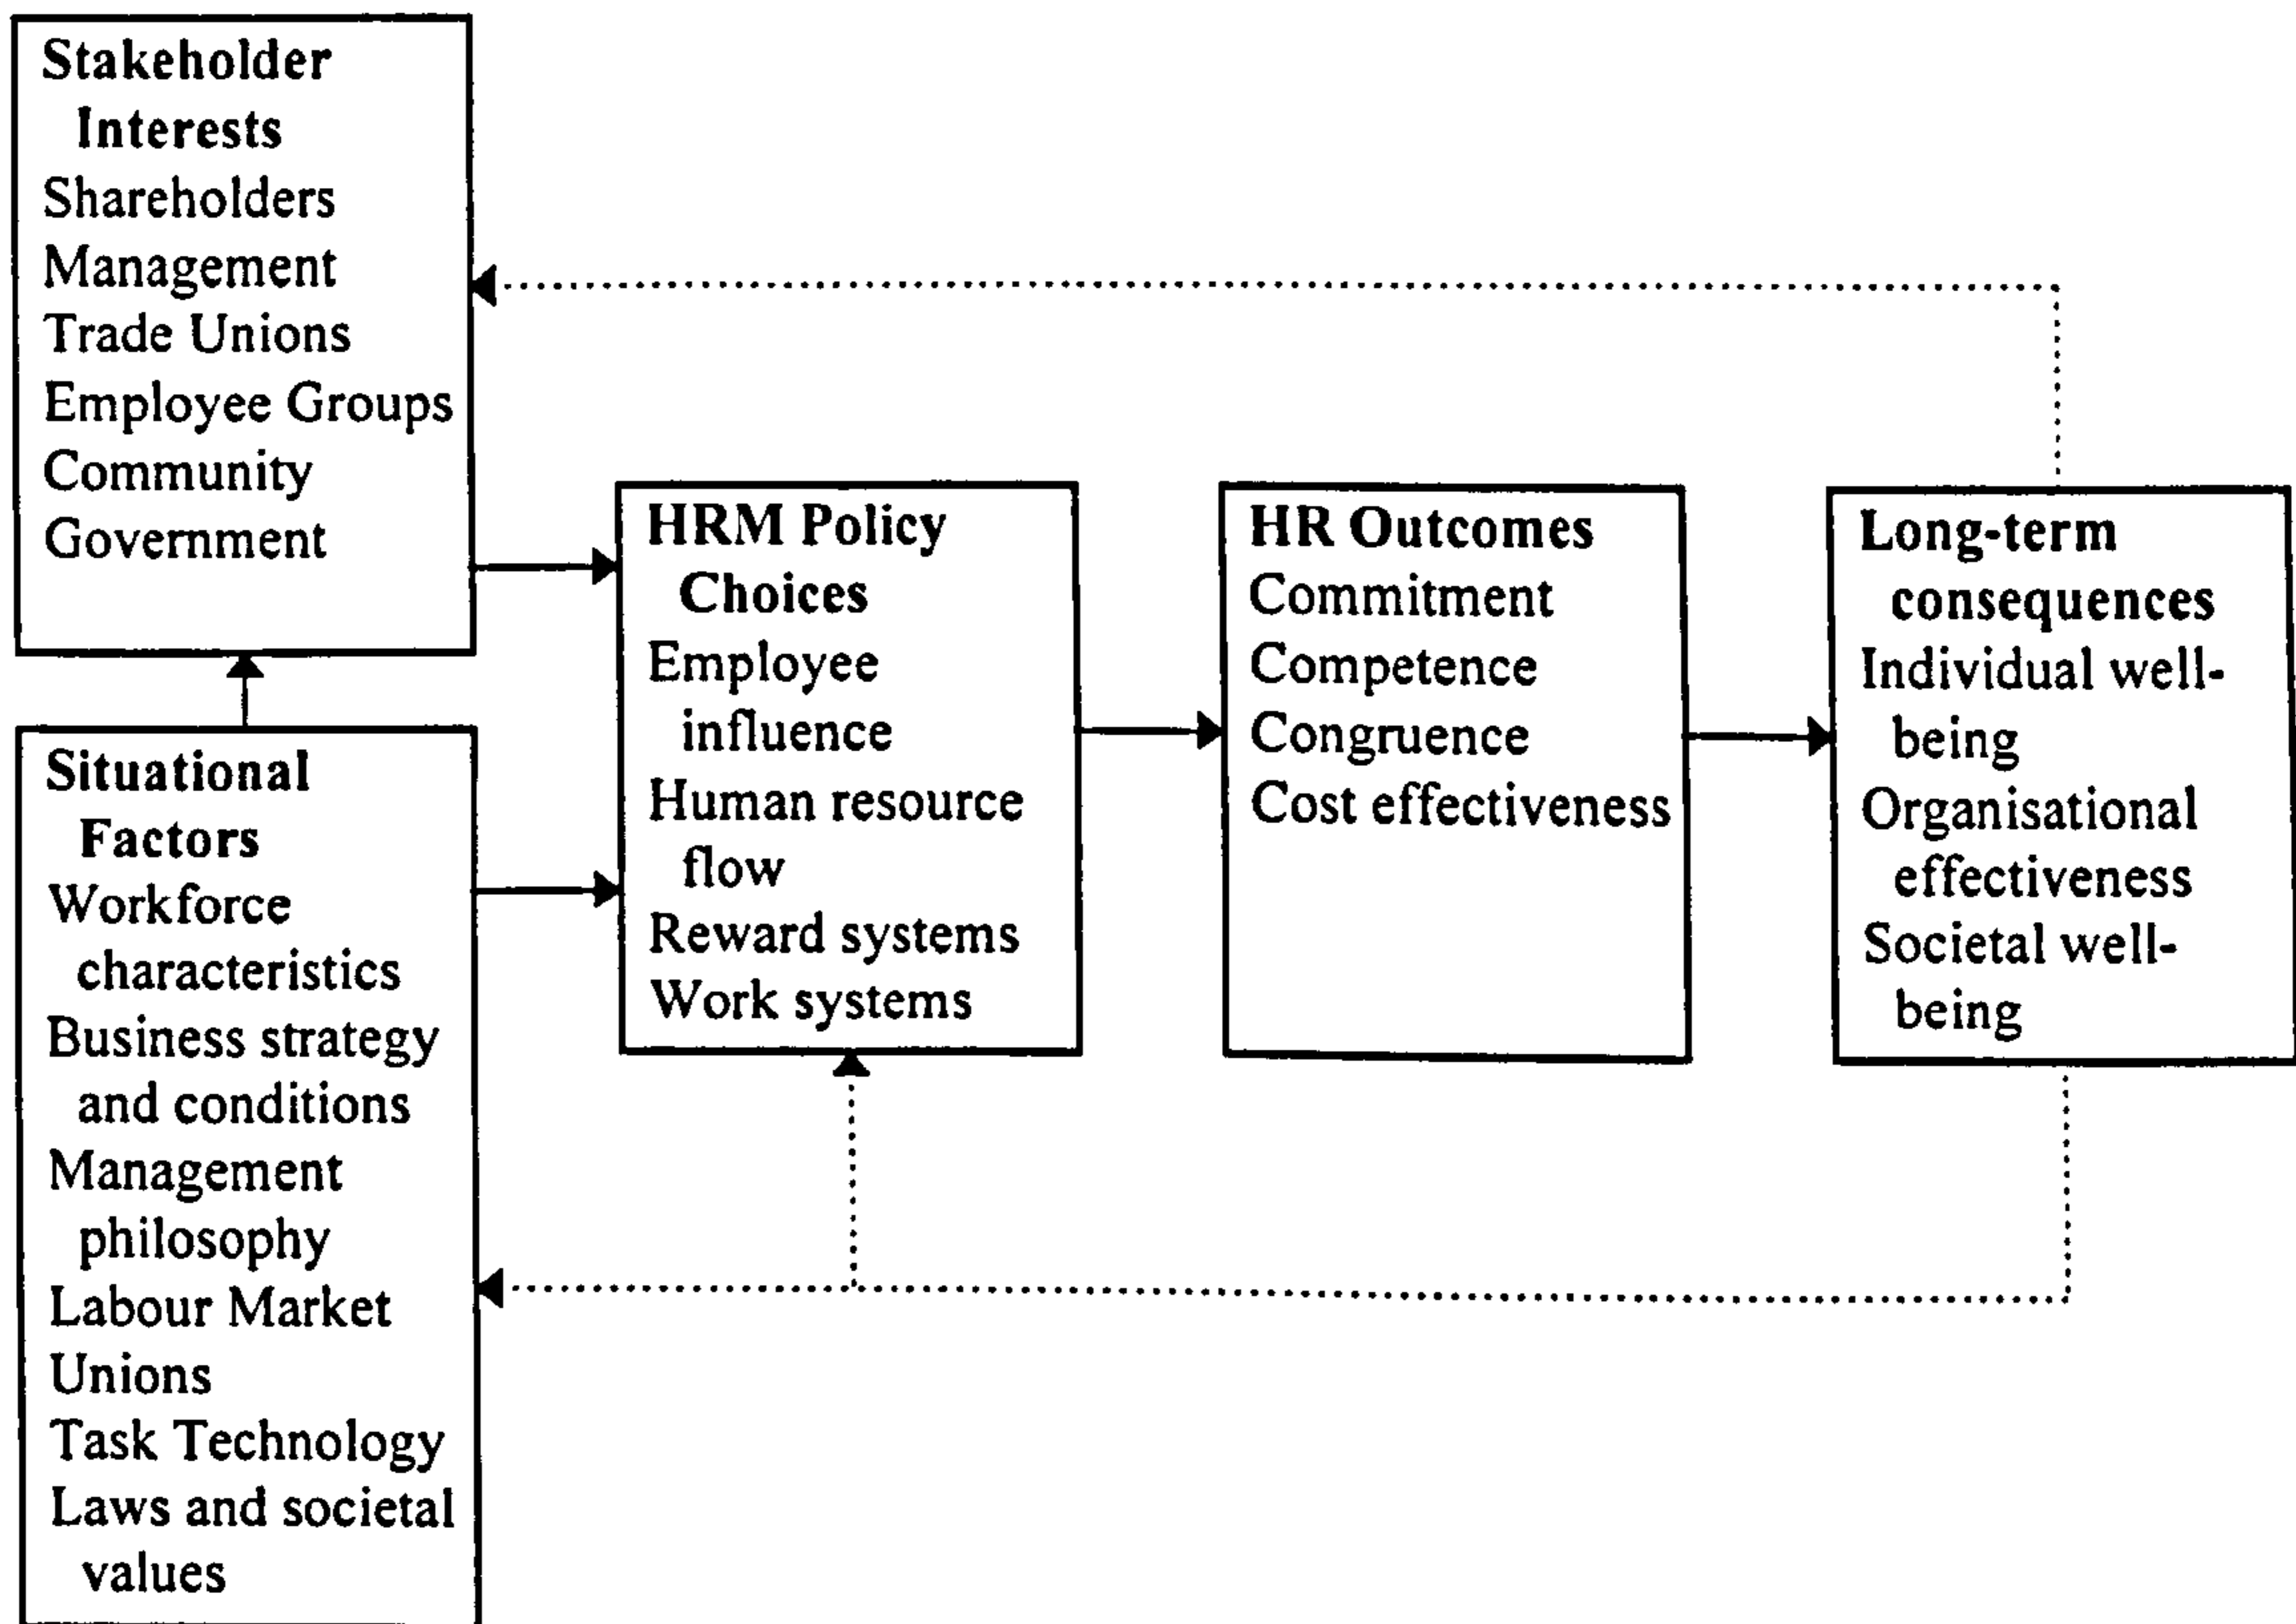 Stakeholder
Interests
Shareholders
Management
Trade Unions
Employee Groups
Community
Government
Situational
Factors
Workforce
characteristics
Business strategy
and conditions
Management
philosophy
Labour Market
Unions
Task Technology
Laws and societal
values
HRM Policy
Choices
Employee
influence
Human resource
flow
Reward systems
Work systems
HR Outcomes
Commitment
Competence
Congruence
Cost effectiveness
Long-term
consequences
Individual well-
being
Organisational
effectiveness
Societal well-
being